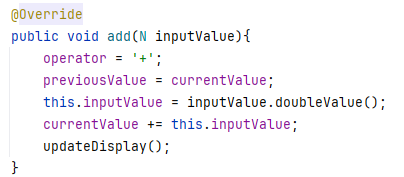 @Override
public void add(N inputValue){
operator = '+';
previousValue = currentValue;
this.inputValue = inputValue.doubleValue();
currentValue += this.inputValue;
updateDisplay();
}